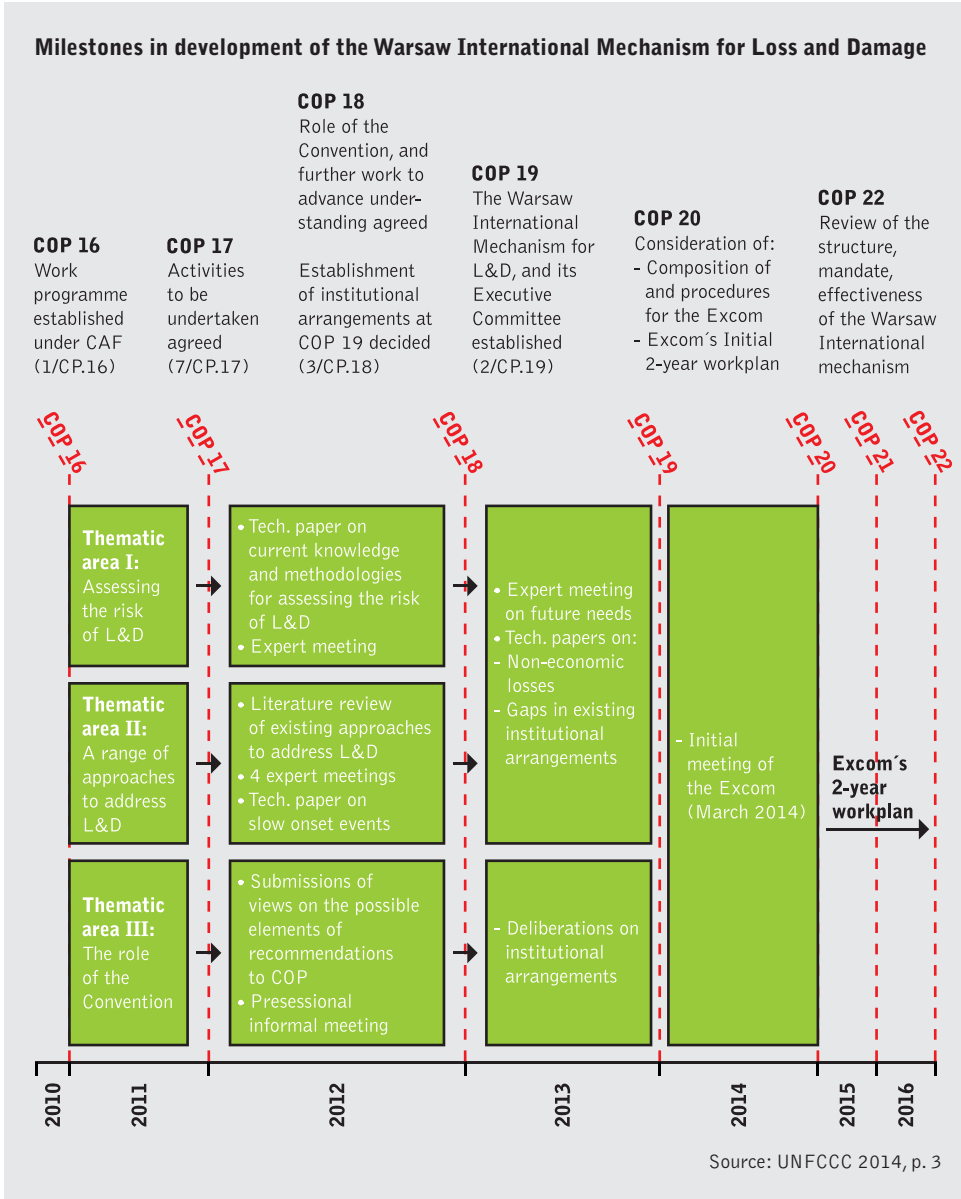 Milestones in development of the Warsaw International Mechanism for Loss and Damage
COP 16
Work
programme
established
under CAF
(1/CP.16)
COP 17
Activities
to be
undertaken
agreed
(7/CP.17)
COP 18
Role of the
Convention, and
further work to
advance under-
standing agreed
Establishment
of institutional
arrangements at
COP 19 decided
(3/CP.18)
COP 19
The Warsaw
International
Mechanism for
L&D, and its
Executive
Committee
established
(2/CP.19)
COP 20
Consideration of:
- Composition of
and procedures
for the Excom
- Excom´s Initial
2-year workplan
COP 22
Review of the
structure,
mandate,
effectiveness
of the Warsaw
International
mechanism
COP 16
COP 17
COP 18
COP 19
COP 20
COP 21
COP 22
Thematic
area I:
Assessing
the risk
of L&D
• Tech. paper on
current knowledge
and methodologies
for assessing the risk
of L&D
• Expert meeting
Thematic
area II:
A range of
approaches
to address
L&D
• Literature review
of existing approaches
to address L&D
• 4 expert meetings
• Tech. paper on
slow onset events
• Expert meeting
on future needs
• Tech. papers on:
- Non-economic
losses
- Gaps in existing
institutional
arrangements
Thematic
area III:
The role
of the
Convention
• Submissions of
views on the possible
elements of
recommendations
to COP
• Presessional
informal meeting
- Deliberations on
institutional
arrangements
- Initial
meeting of
the Excom
(March 2014)
Excom´s
2-year
workplan
2010
2011
2012
2013
2014
2015
2016
Source: UNFCCC 2014, p. 3